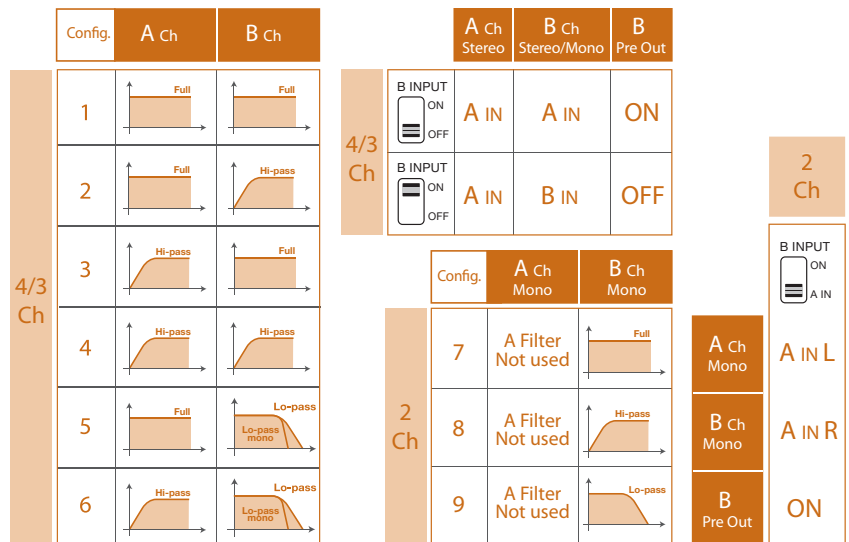 Config.
A Ch
B Ch
4/3
Ch
1
Full
Full
2
Full
Hi-pass
3
Hi-pass
Full
4
Hi-pass
Hi-pass
5
Full
Lo-pass
Lo-pass
mono
6
Hi-pass
Lo-pass
Lo-pass
mono
A Ch
Stereo
B Ch
Stereo/Mono
B
Pre Out
4/3
Ch
B INPUT
ON
OFF
A IN
A IN
ON
B INPUT
ON
OFF
A IN
B IN
OFF
Config.
A Ch
Mono
B Ch
Mono
2
Ch
7
A Filter
Not used
Full
8
A Filter
Not used
Hi-pass
9
A Filter
Not used
Lo-pass
2
Ch
B INPUT
ON
A IN
A Ch
Mono
A IN L
B Ch
Mono
A IN R
B
Pre Out
ON